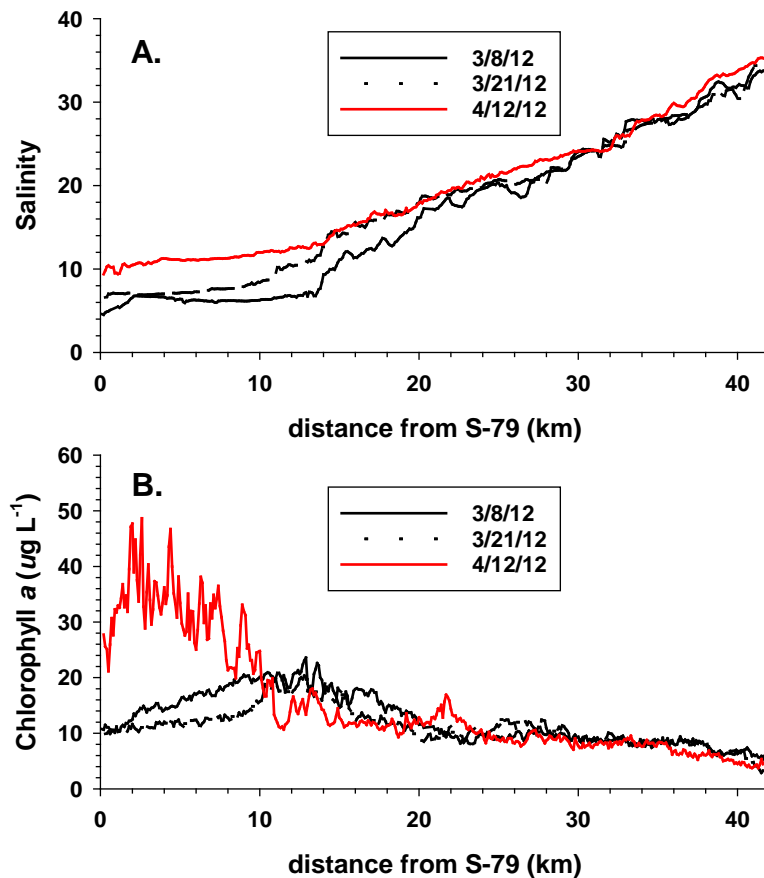 A.
3/8/12
3/21/12
4/12/12
Salinity
40
30
20
10
0
0 10 20 30 40
distance from S-79 (km)
B.
3/8/12
3/21/12
4/12/12
Chlorophyll a (ug L-1)
60
50
40
30
20
10
0
0 10 20 30 40
distance from S-79 (km)